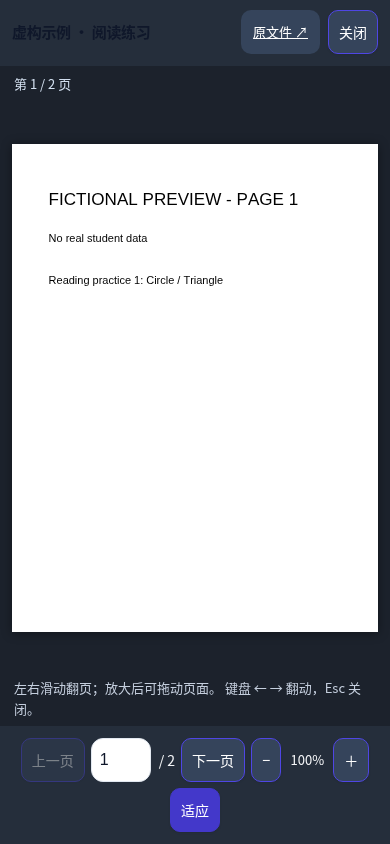 虚构示例 · 阅读练习
原文件 ↗
关闭
第 1 / 2 页
FICTIONAL PREVIEW - PAGE 1
No real student data
Reading practice 1: Circle / Triangle
左右滑动翻页；放大后可拖动页面。 键盘 ← → 翻动，Esc 关
闭。
上一页 1 / 2 下一页 − 100% ＋
适应